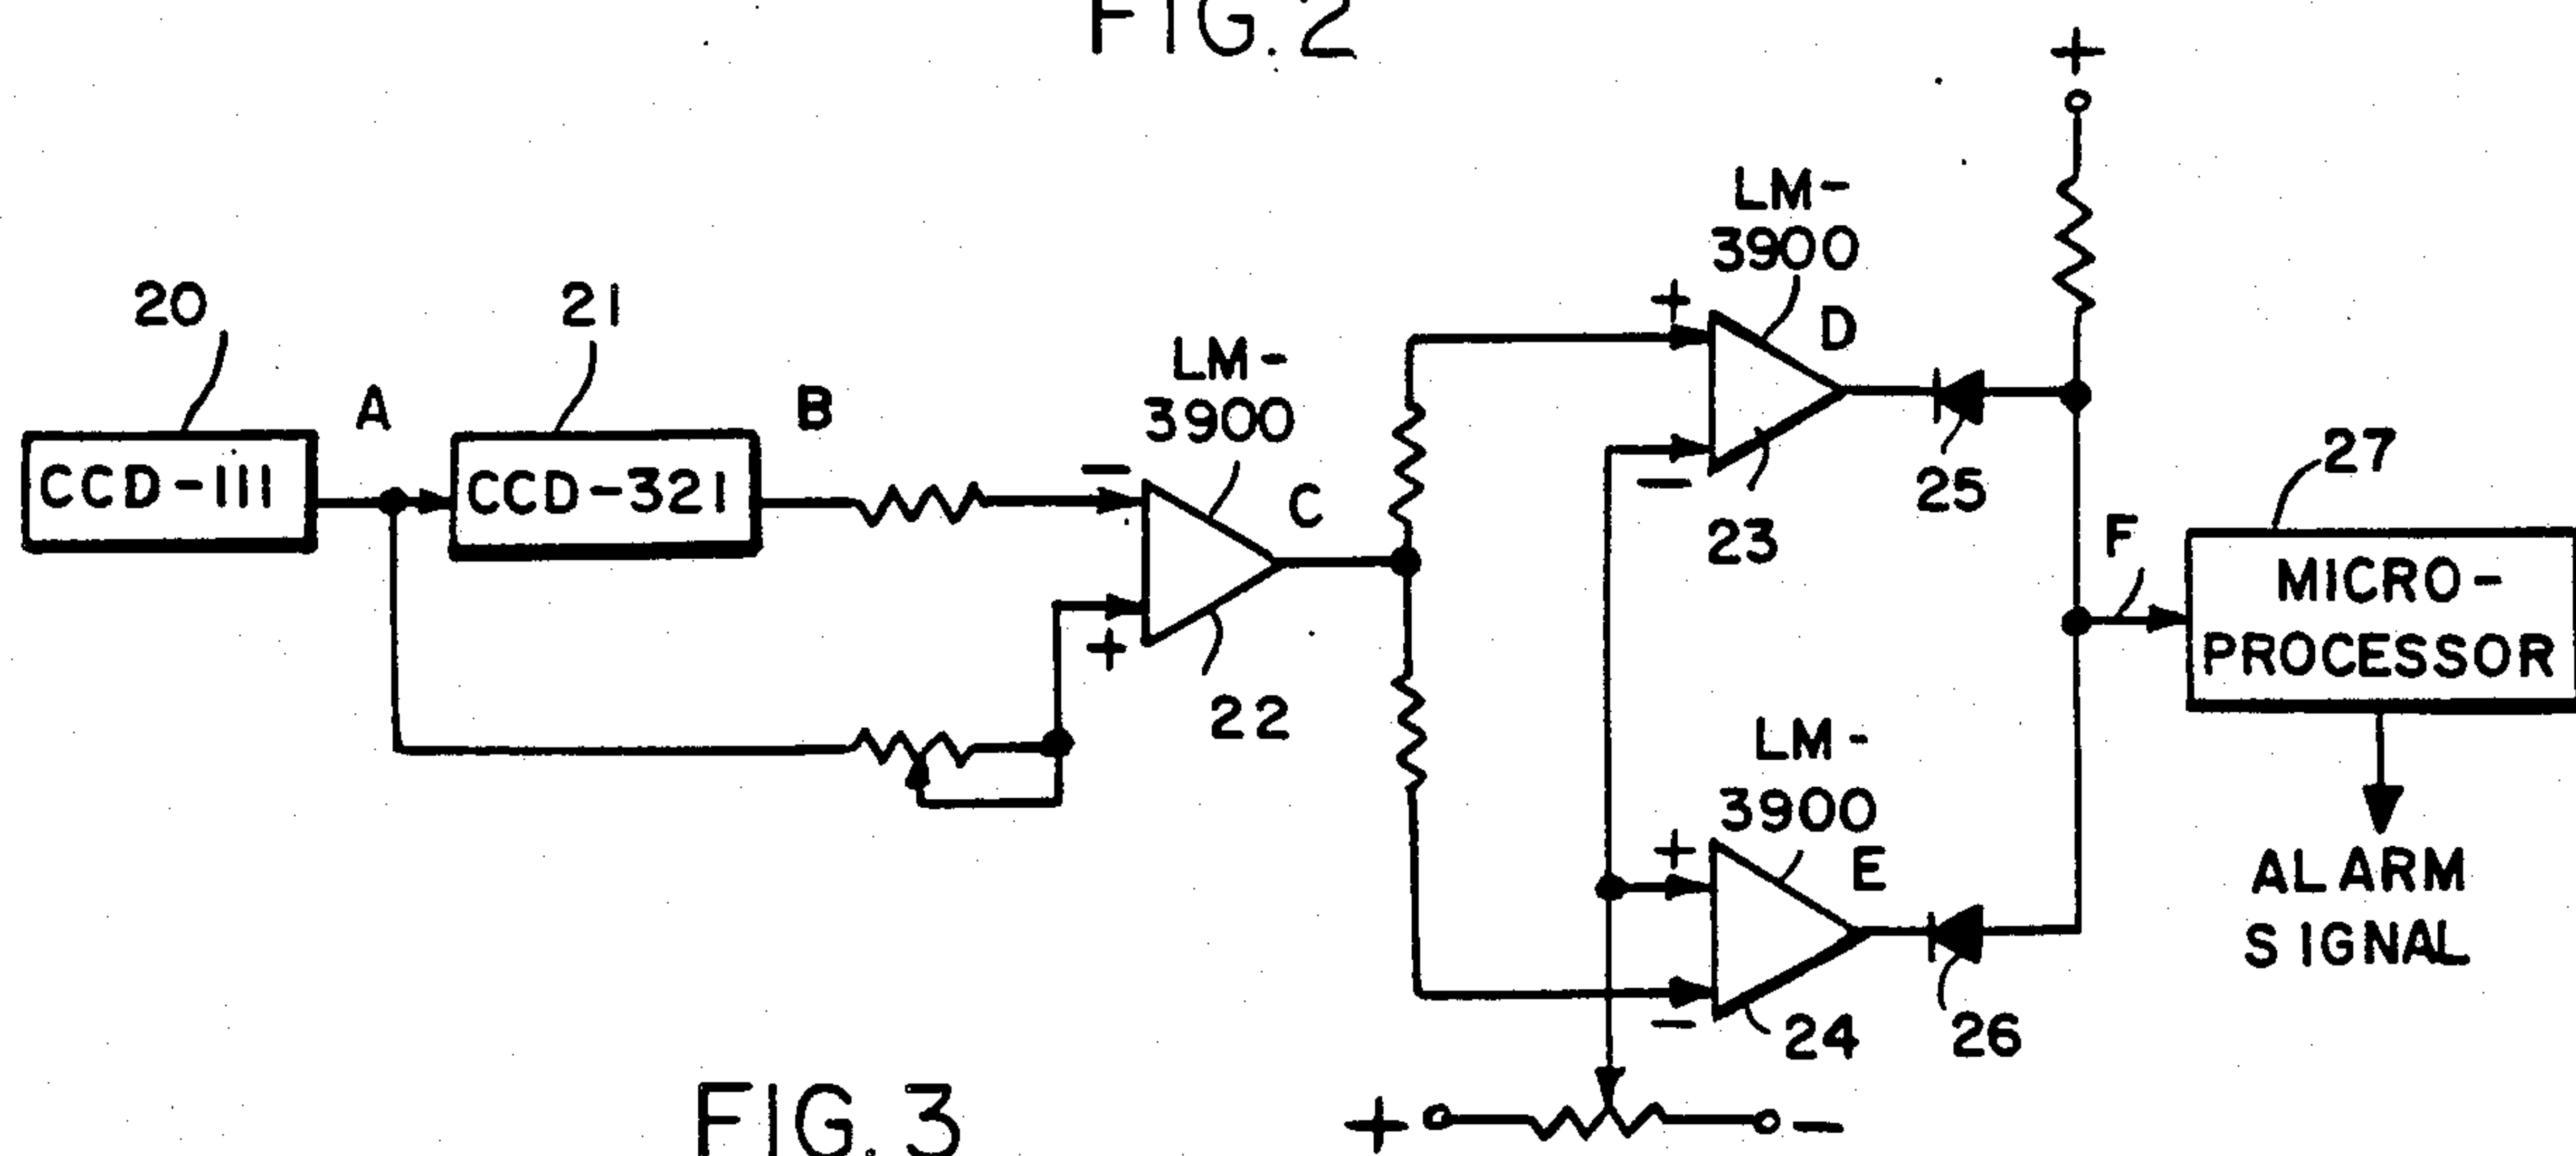 FIG. 2
+
LM-
3900
20
21
+
D
LM-
3900
A
B
27
CCD-111
CCD-321
-
C
-
25
23
F
MICRO-
PROCESSOR
+
22
LM-
3900
+
E
ALARM
SIGNAL
-
24
26
FIG. 3
+
-